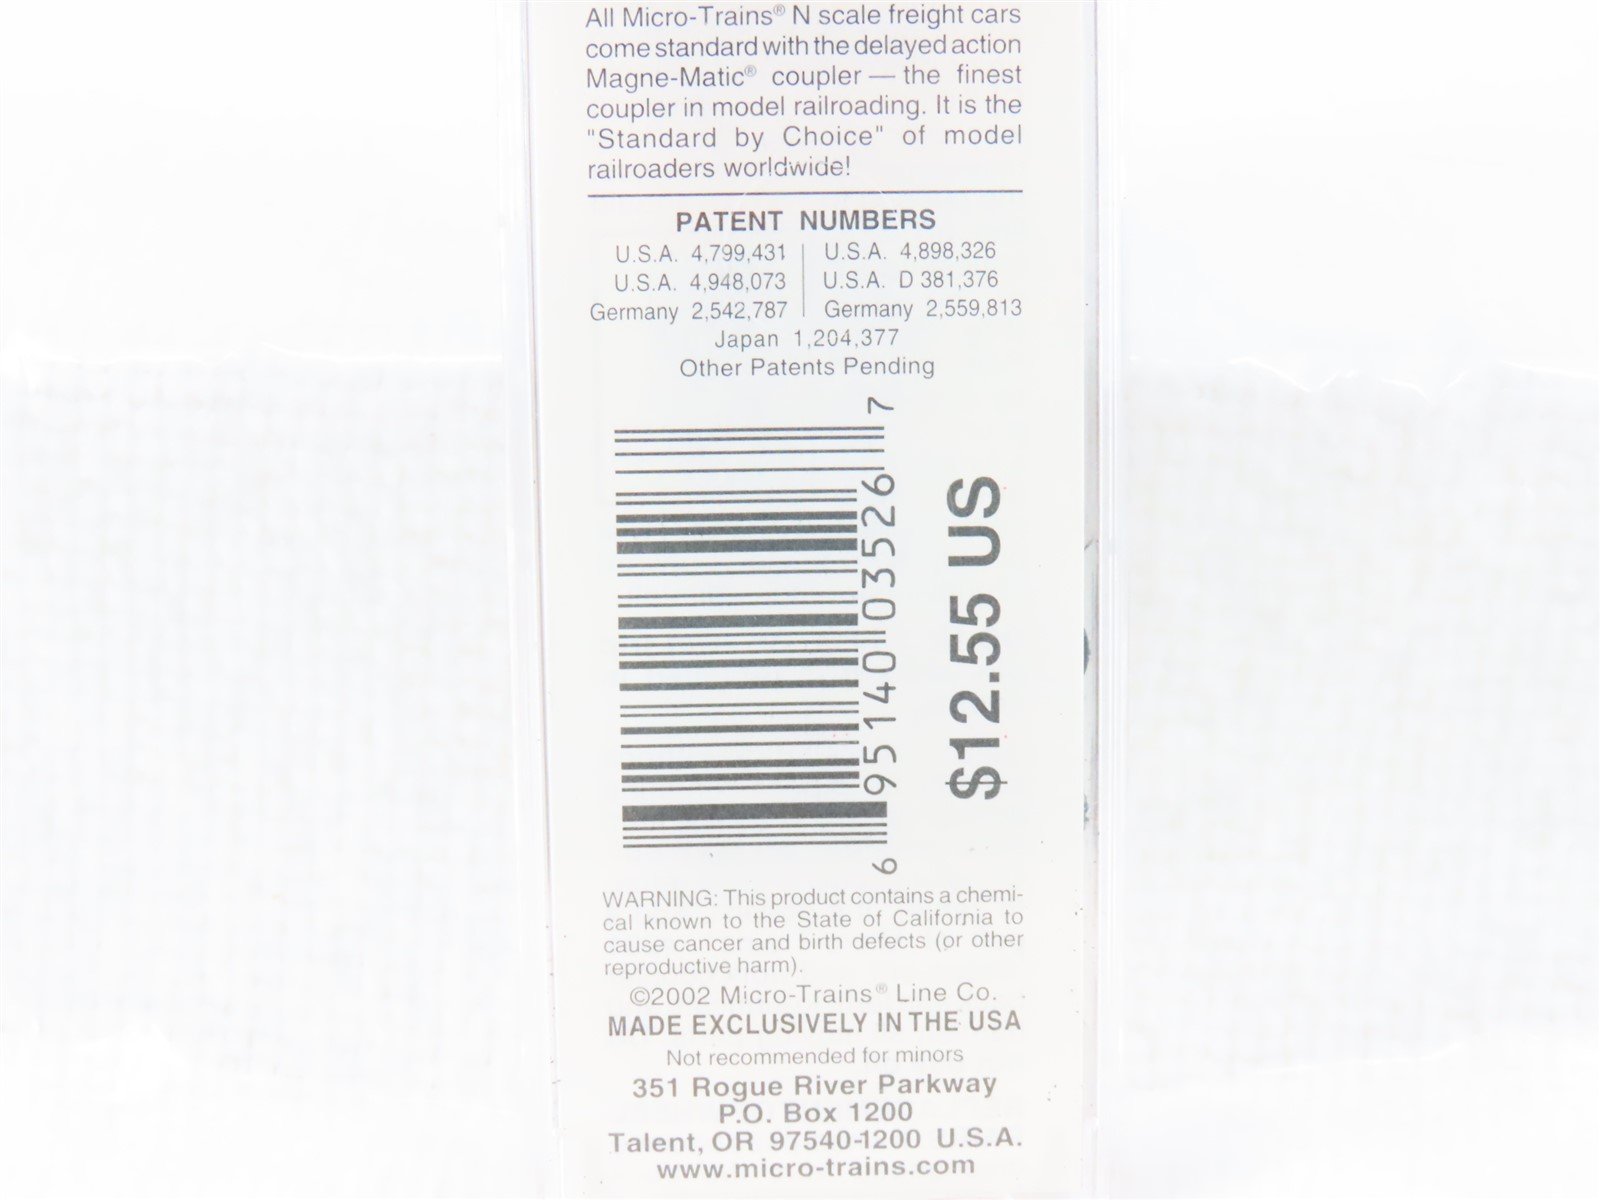 All Micro-Trains® N scale freight cars
come standard with the delayed action
Magne-Matic® coupler — the finest
coupler in model railroading. It is the
"Standard by Choice" of model
railroaders worldwide!
PATENT NUMBERS
U.S.A. 4,799,431 | U.S.A. 4,898,326
U.S.A. 4,948,073 | U.S.A. D 381,376
Germany 2,542,787 | Germany 2,559,813
Japan 1,204,377
Other Patents Pending
6 95140 03526 7
$12.55 US
WARNING: This product contains a chemi-
cal known to the State of California to
cause cancer and birth defects (or other
reproductive harm).
©2002 Micro-Trains® Line Co.
MADE EXCLUSIVELY IN THE USA
Not recommended for minors
351 Rogue River Parkway
P.O. Box 1200
Talent, OR 97540-1200 U.S.A.
www.micro-trains.com